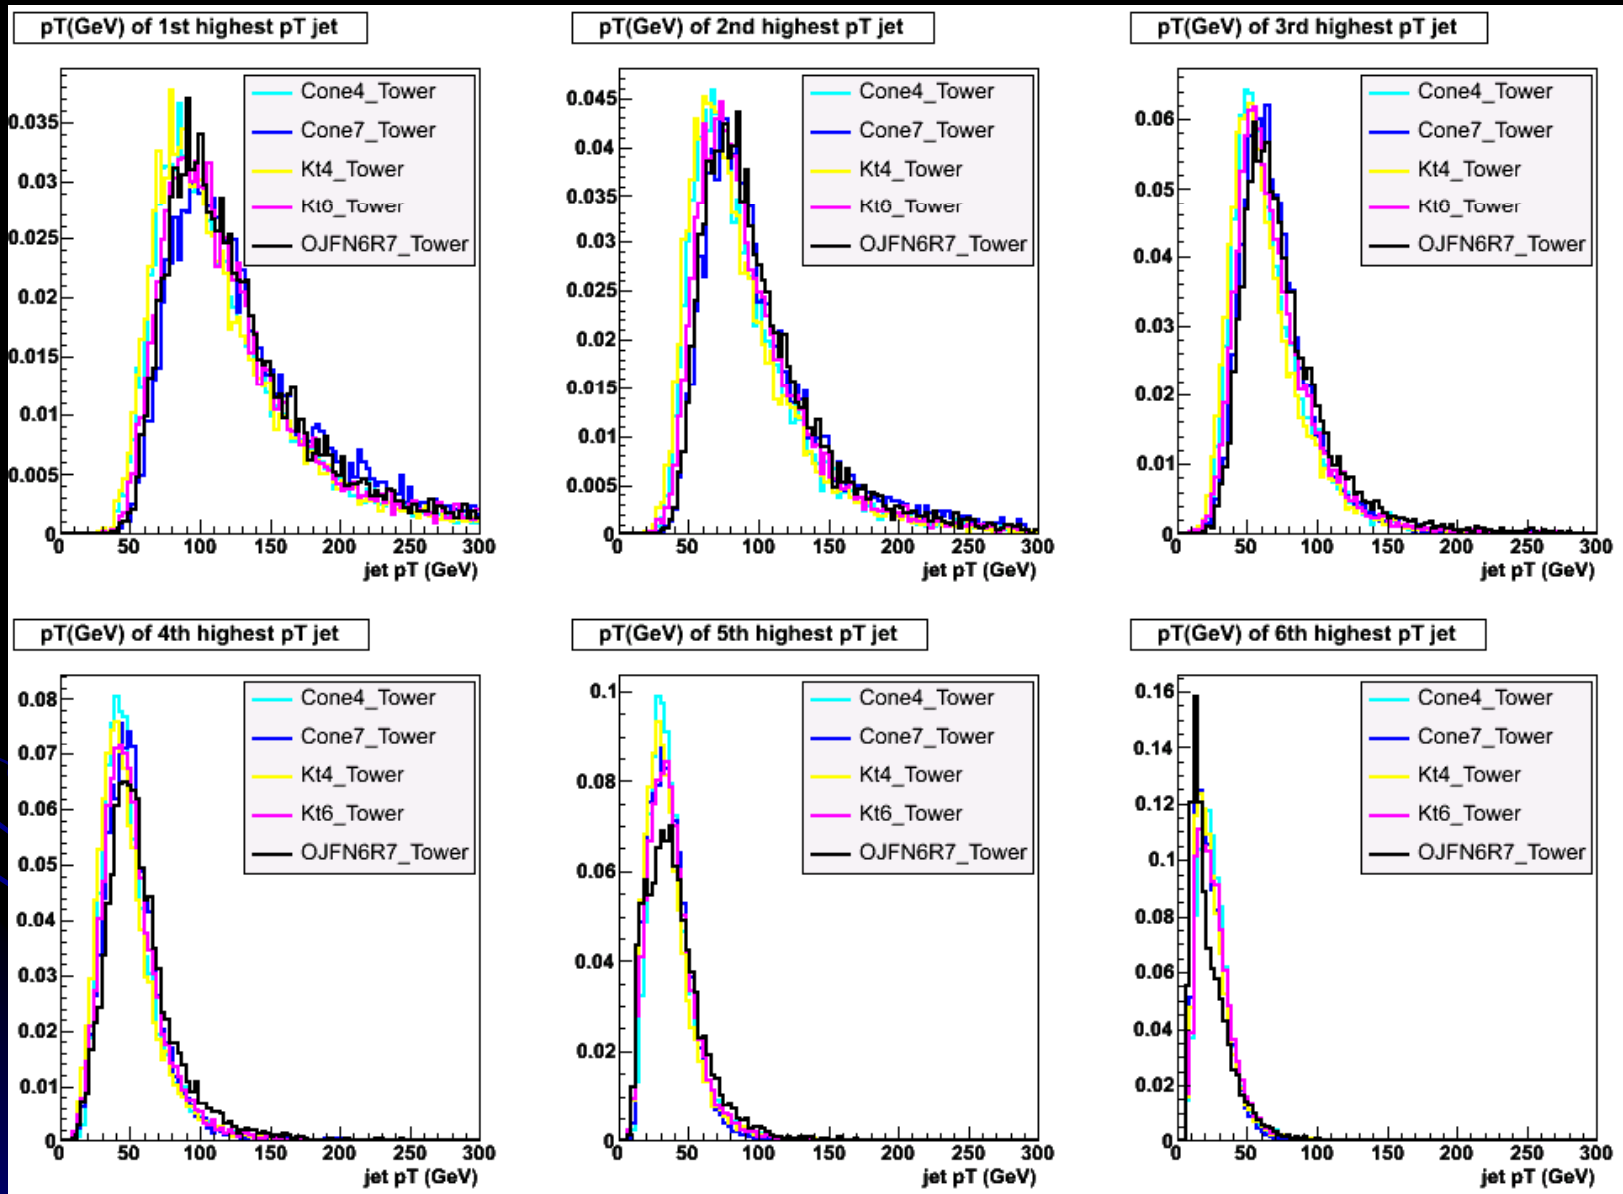 pT(GeV) of 1st highest pT jet
Cone4_Tower
Cone7_Tower
Kt4_Tower
Kt6_Tower
OJFN6R7_Tower
0.035
0.03
0.025
0.02
0.015
0.01
0.005
0
0 50 100 150 200 250 300
jet pT (GeV)
pT(GeV) of 2nd highest pT jet
Cone4_Tower
Cone7_Tower
Kt4_Tower
Kt6_Tower
OJFN6R7_Tower
0.045
0.04
0.035
0.03
0.025
0.02
0.015
0.01
0.005
0
0 50 100 150 200 250 300
jet pT (GeV)
pT(GeV) of 3rd highest pT jet
Cone4_Tower
Cone7_Tower
Kt4_Tower
Kt6_Tower
OJFN6R7_Tower
0.06
0.05
0.04
0.03
0.02
0.01
0
0 50 100 150 200 250 300
jet pT (GeV)
pT(GeV) of 4th highest pT jet
Cone4_Tower
Cone7_Tower
Kt4_Tower
Kt6_Tower
OJFN6R7_Tower
0.08
0.07
0.06
0.05
0.04
0.03
0.02
0.01
0
0 50 100 150 200 250 300
jet pT (GeV)
pT(GeV) of 5th highest pT jet
Cone4_Tower
Cone7_Tower
Kt4_Tower
Kt6_Tower
OJFN6R7_Tower
0.1
0.08
0.06
0.04
0.02
0
0 50 100 150 200 250 300
jet pT (GeV)
pT(GeV) of 6th highest pT jet
Cone4_Tower
Cone7_Tower
Kt4_Tower
Kt6_Tower
OJFN6R7_Tower
0.16
0.14
0.12
0.1
0.08
0.06
0.04
0.02
0
0 50 100 150 200 250 300
jet pT (GeV)